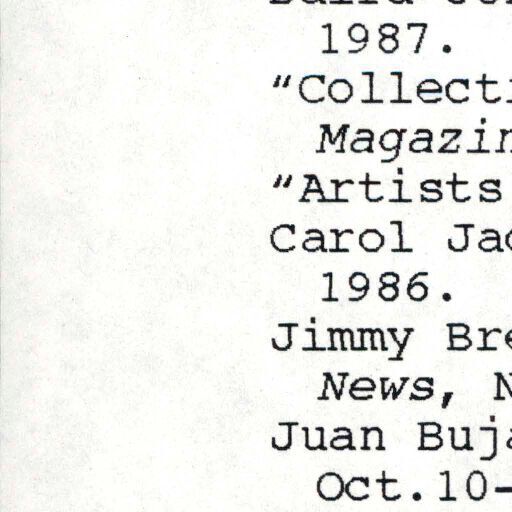 1987.
"Collecti
Magazin
"Artists
Carol Jac
1986.
Jimmy Bre
News, N
Juan Buja
Oct.10-